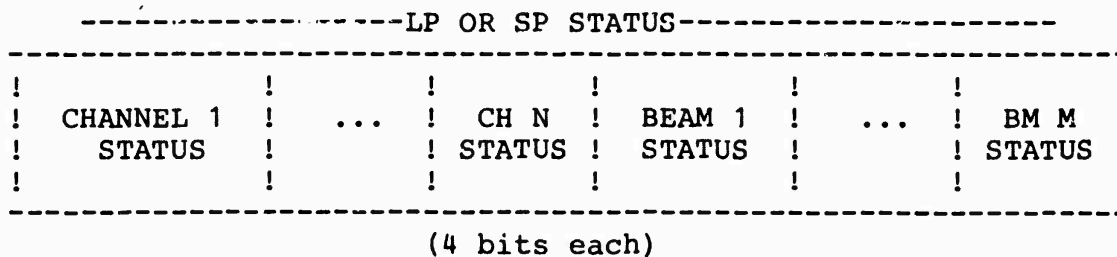 -------------------LP OR SP STATUS----------------------
----------------------------------------------------------------
! ! ! ! ! !
! CHANNEL 1 ! ... ! CH N ! BEAM 1 ! ... ! BM M
! STATUS ! ! STATUS ! STATUS ! ! STATUS
! ! ! ! ! !
----------------------------------------------------------------
(4 bits each)